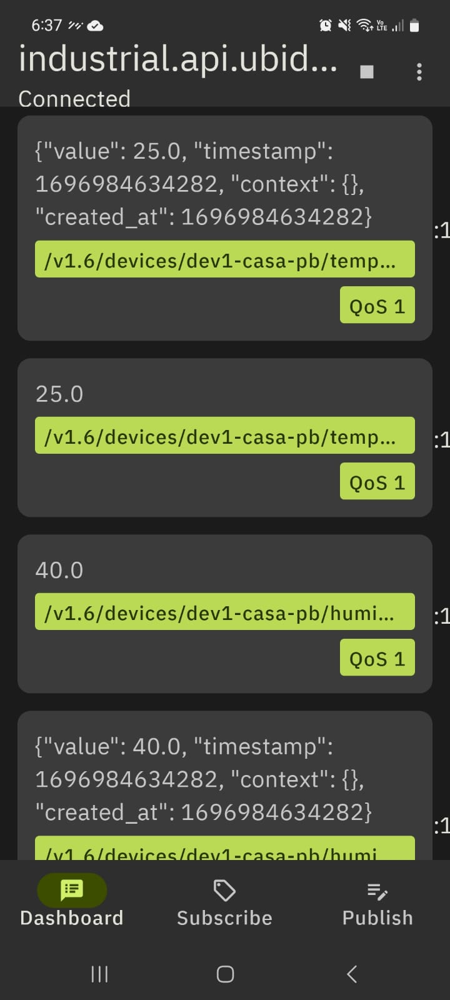 6:37
Vo
LTE
industrial.api.ubid...
Connected
{"value": 25.0, "timestamp":
1696984634282, "context": {},
"created_at": 1696984634282}
:1
/v1.6/devices/dev1-casa-pb/temp...
QoS 1
25.0
/v1.6/devices/dev1-casa-pb/temp...
:1
QoS 1
40.0
/v1.6/devices/dev1-casa-pb/humi...
:1
QoS 1
{"value": 40.0, "timestamp":
1696984634282, "context": {},
"created_at": 1696984634282}
:1
/v1.6/devices/dev1-casa-pb/humi
Dashboard
Subscribe
Publish